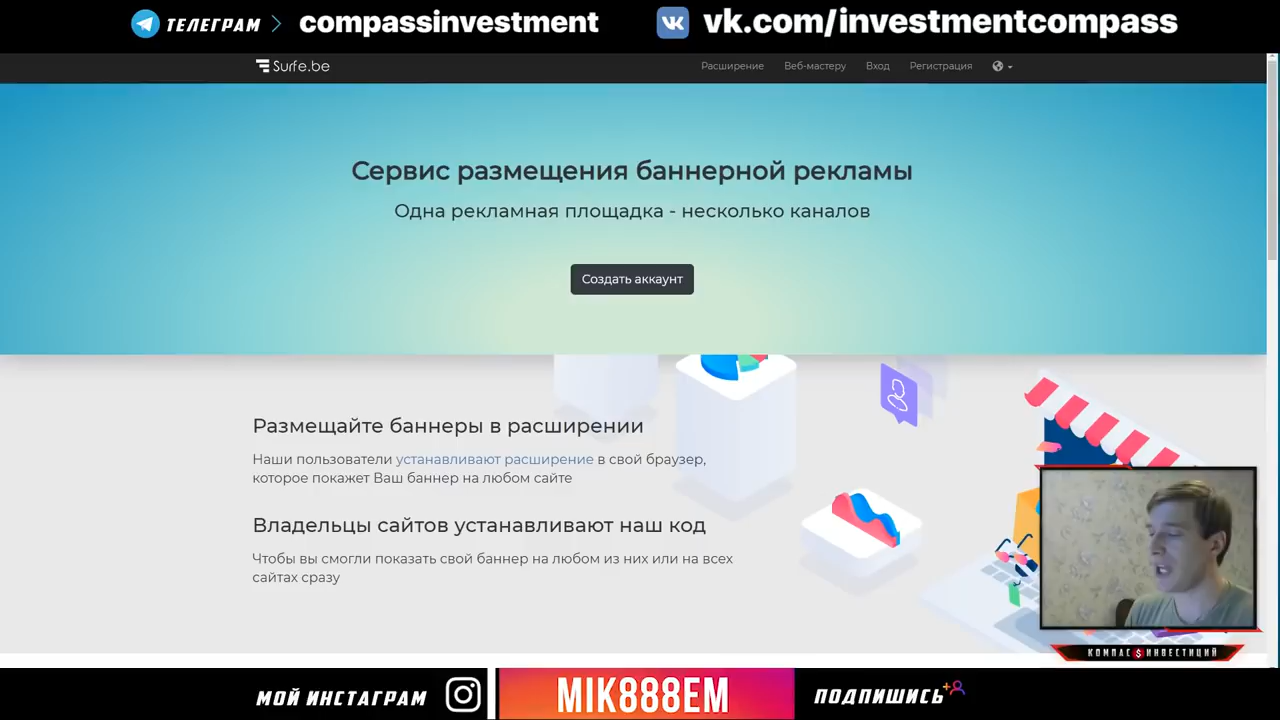 ТЕЛЕГРАМ > compassinvestment vk.com/investmentcompass
Surfe.be Расширение Веб-мастеру Вход Регистрация
Сервис размещения баннерной рекламы
Одна рекламная площадка - несколько каналов
Создать аккаунт
Размещайте баннеры в расширении
Наши пользователи устанавливают расширение в свой браузер,
которое покажет Ваш баннер на любом сайте
Владельцы сайтов устанавливают наш код
Чтобы вы смогли показать свой баннер на любом из них или на всех
сайтах сразу
КОМПАС $ ИНВЕСТИЦИЙ
МОЙ ИНСТАГРАМ MIK888EM ПОДПИШИСЬ